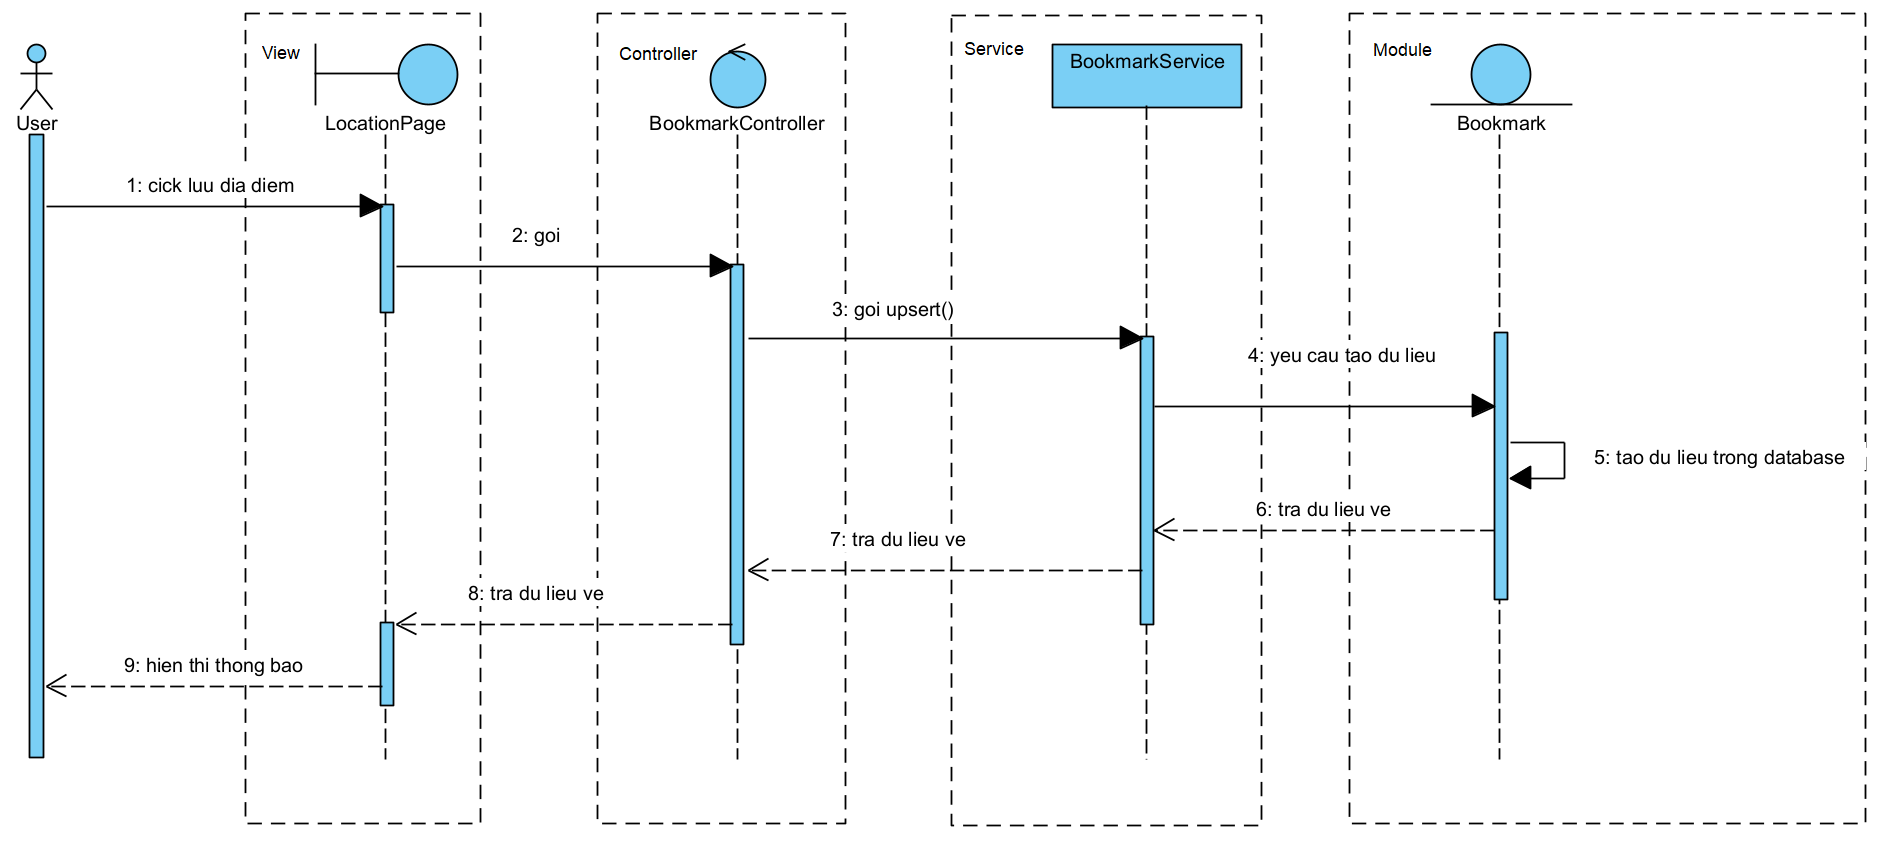 View
Controller
Service
Module
BookmarkService
User
LocationPage
BookmarkController
Bookmark
1: cick luu dia diem
2: goi
3: goi upsert()
4: yeu cau tao du lieu
5: tao du lieu trong database
6: tra du lieu ve
7: tra du lieu ve
8: tra du lieu ve
9: hien thi thong bao